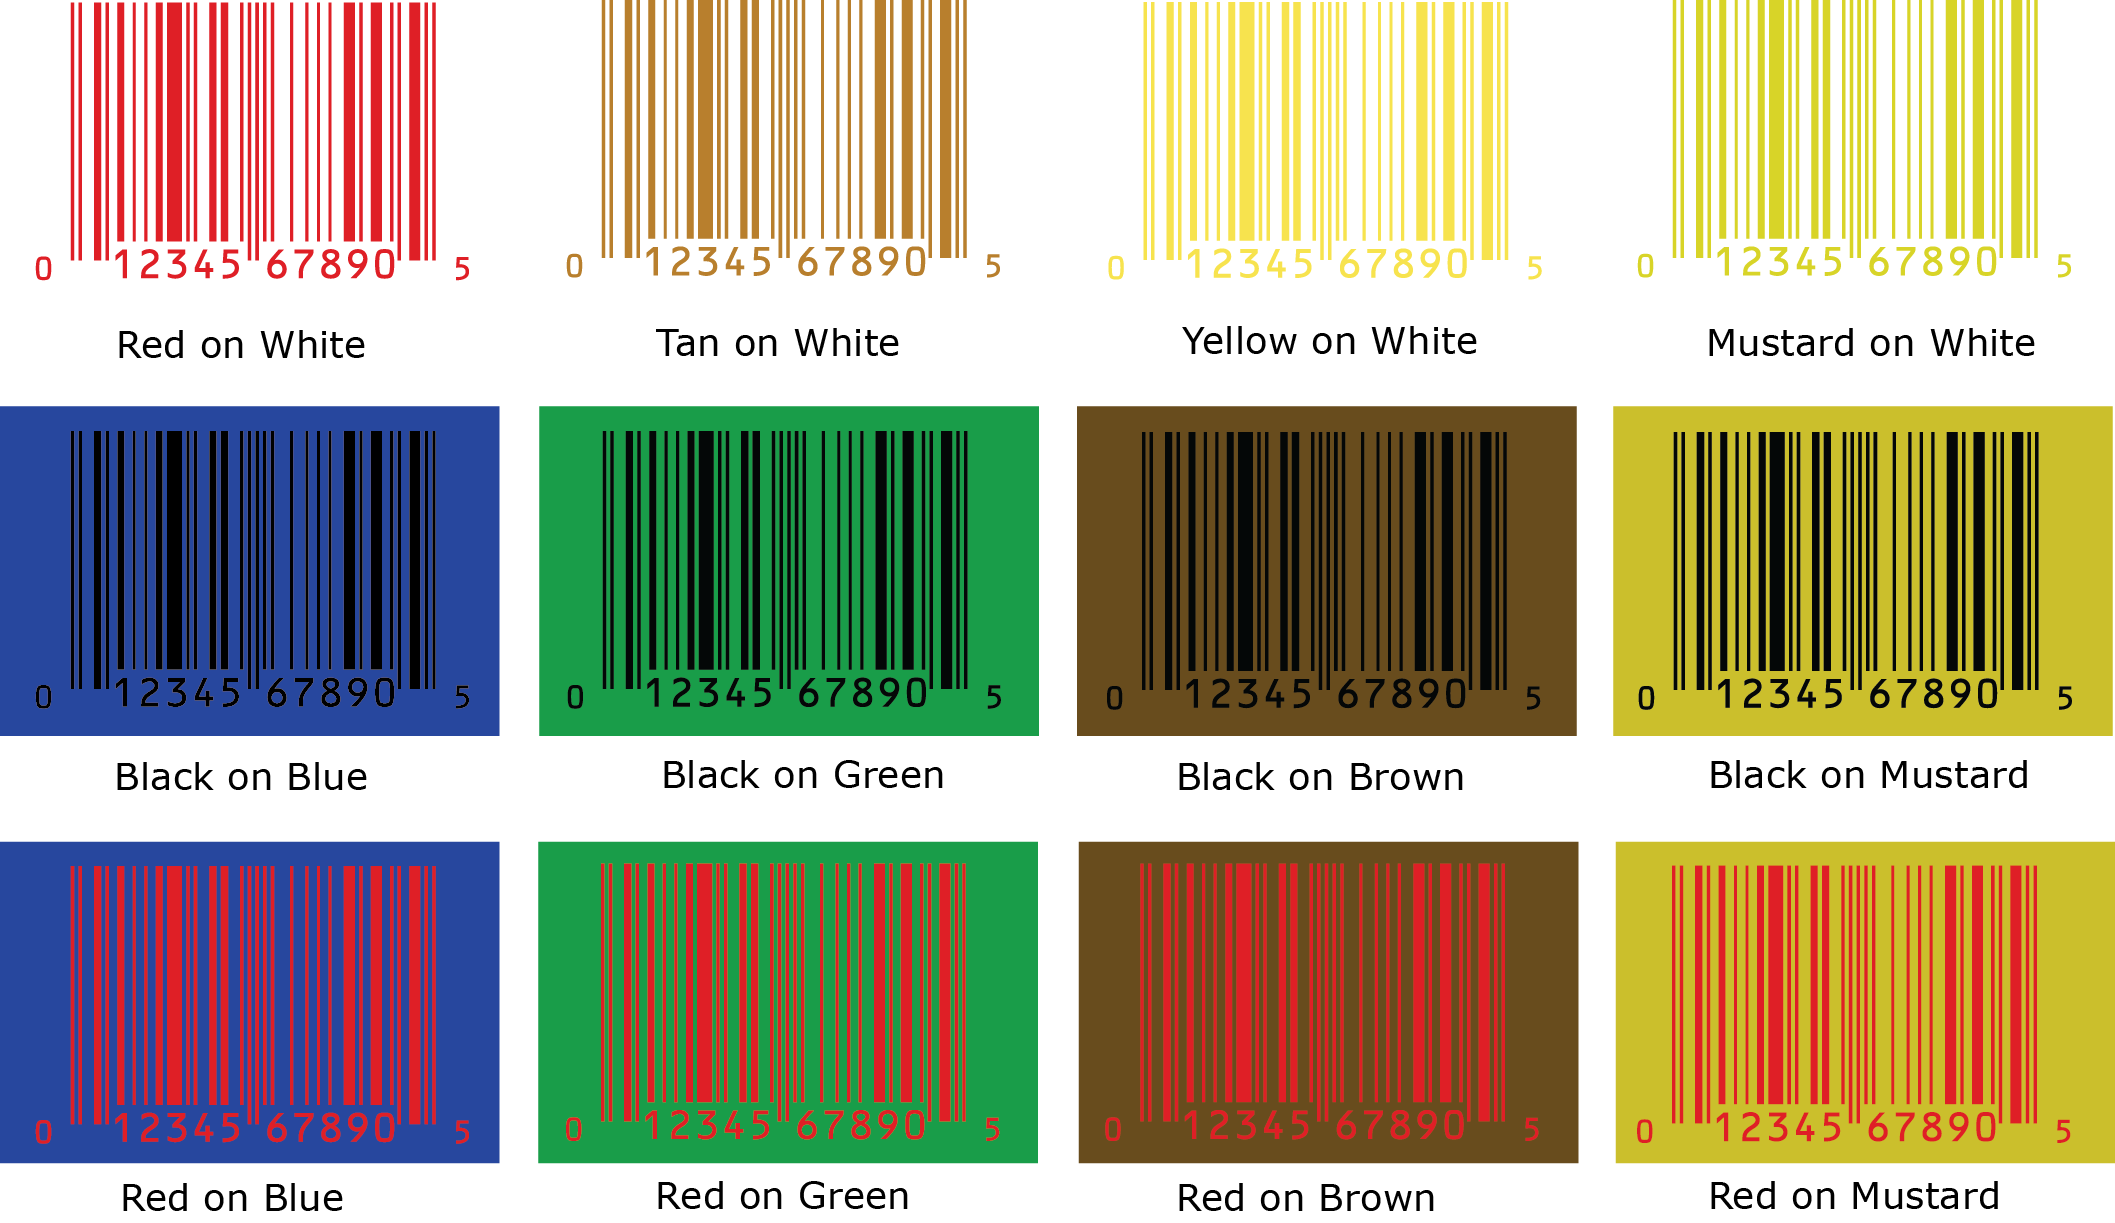 0 12345 67890 5 0 12345 67890 5 0 12345 67890 5 0 12345 67890 5
Red on White Tan on White Yellow on White Mustard on White
0 12345 67890 5 0 12345 67890 5 0 12345 67890 5 0 12345 67890 5
Black on Blue Black on Green Black on Brown Black on Mustard
0 12345 67890 5 0 12345 67890 5 0 12345 67890 5 0 12345 67890 5
Red on Blue Red on Green Red on Brown Red on Mustard